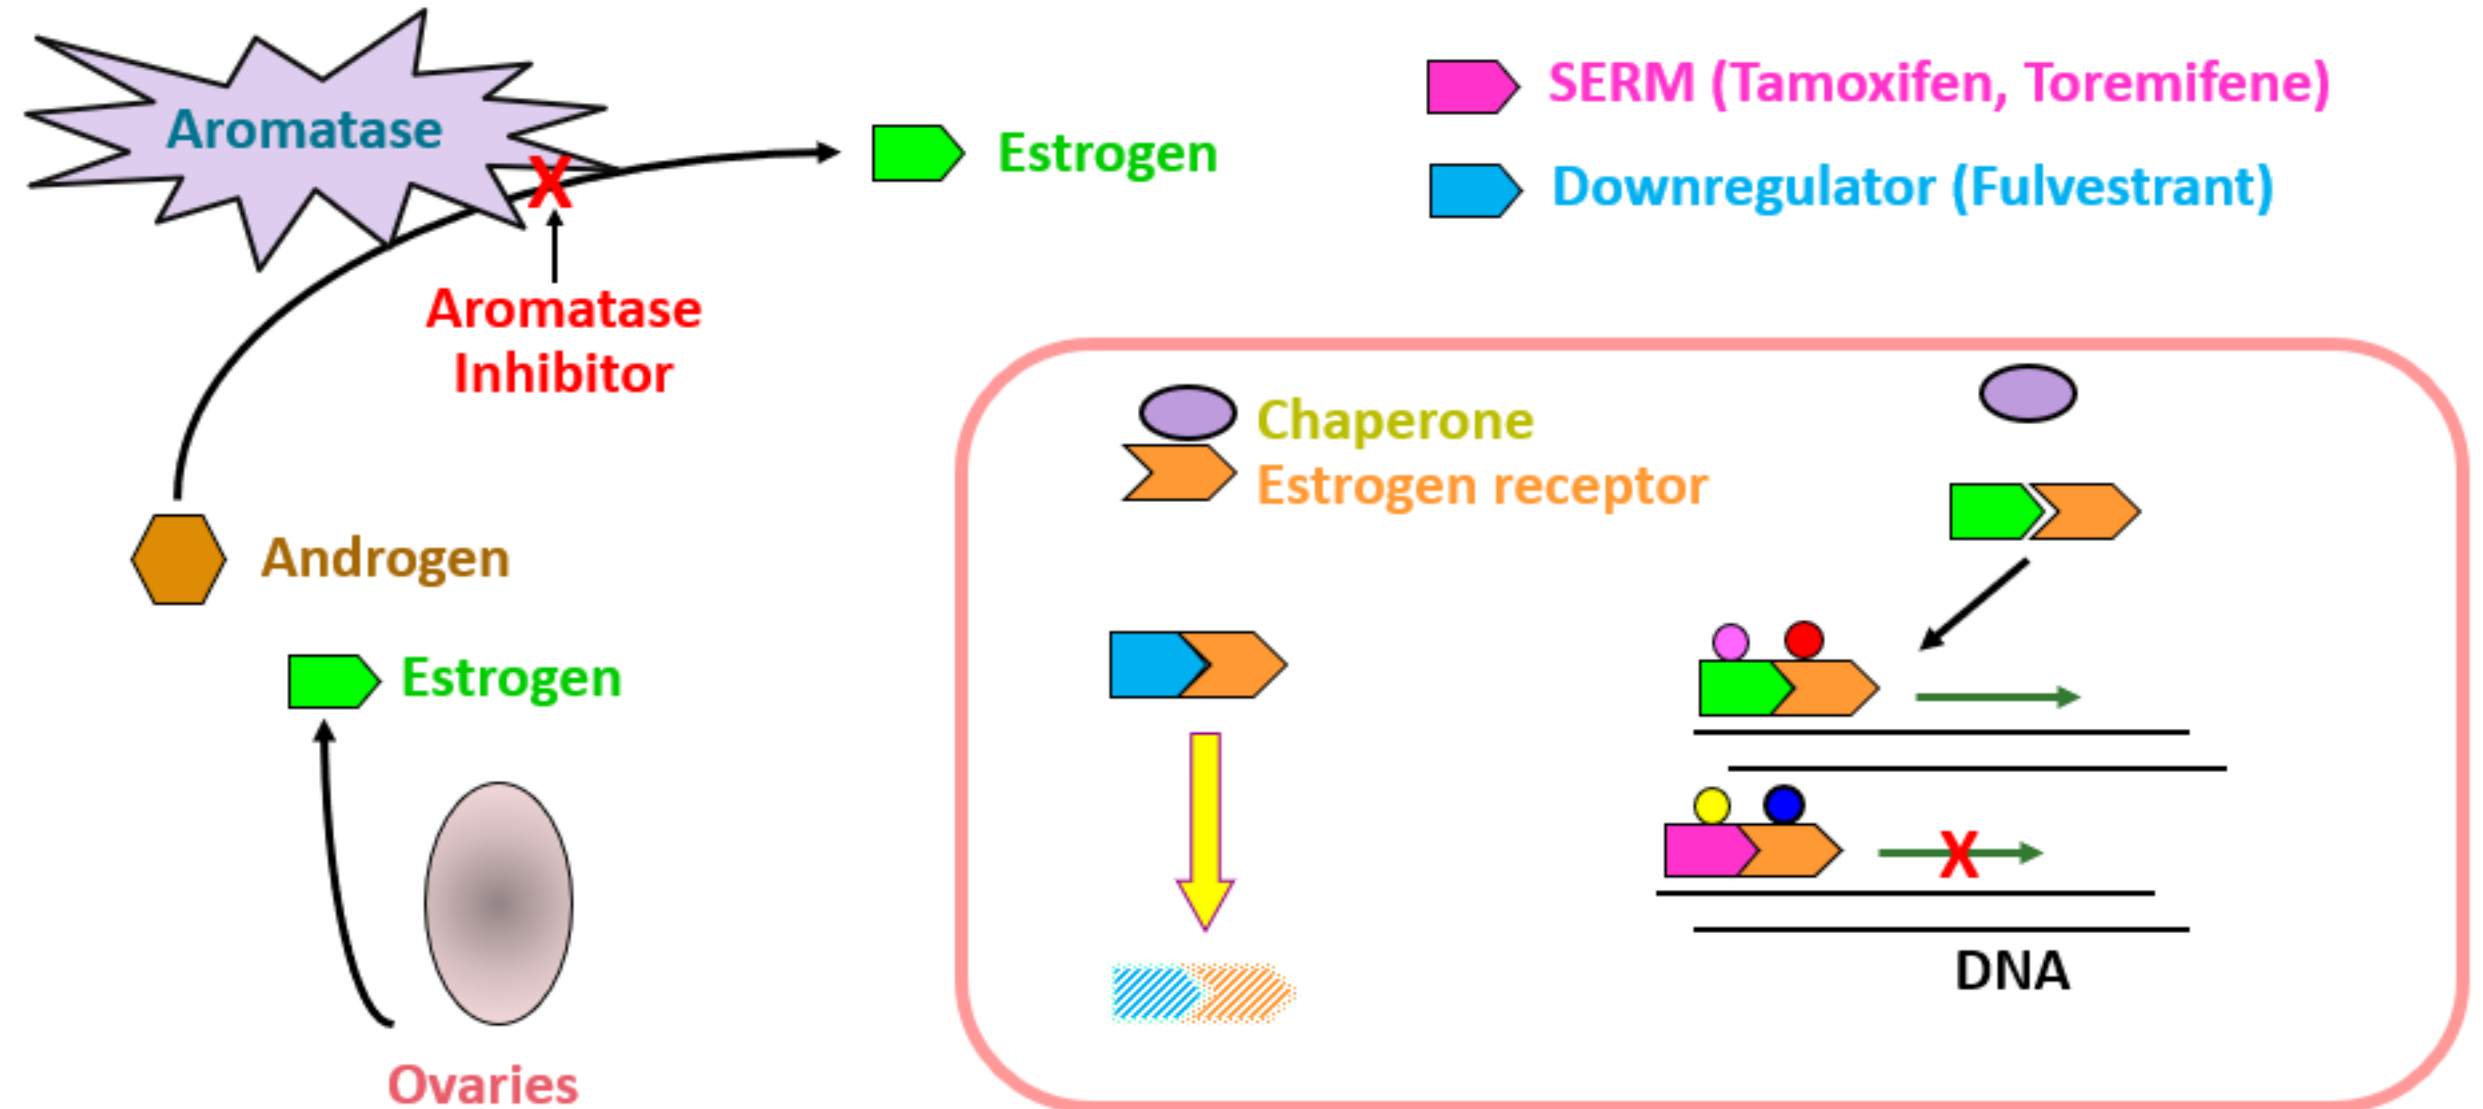 Aromatase
X
Estrogen
SERM (Tamoxifen, Toremifene)
Downregulator (Fulvestrant)
Aromatase
Inhibitor
Chaperone
Estrogen receptor
Androgen
Estrogen
X
DNA
Ovaries